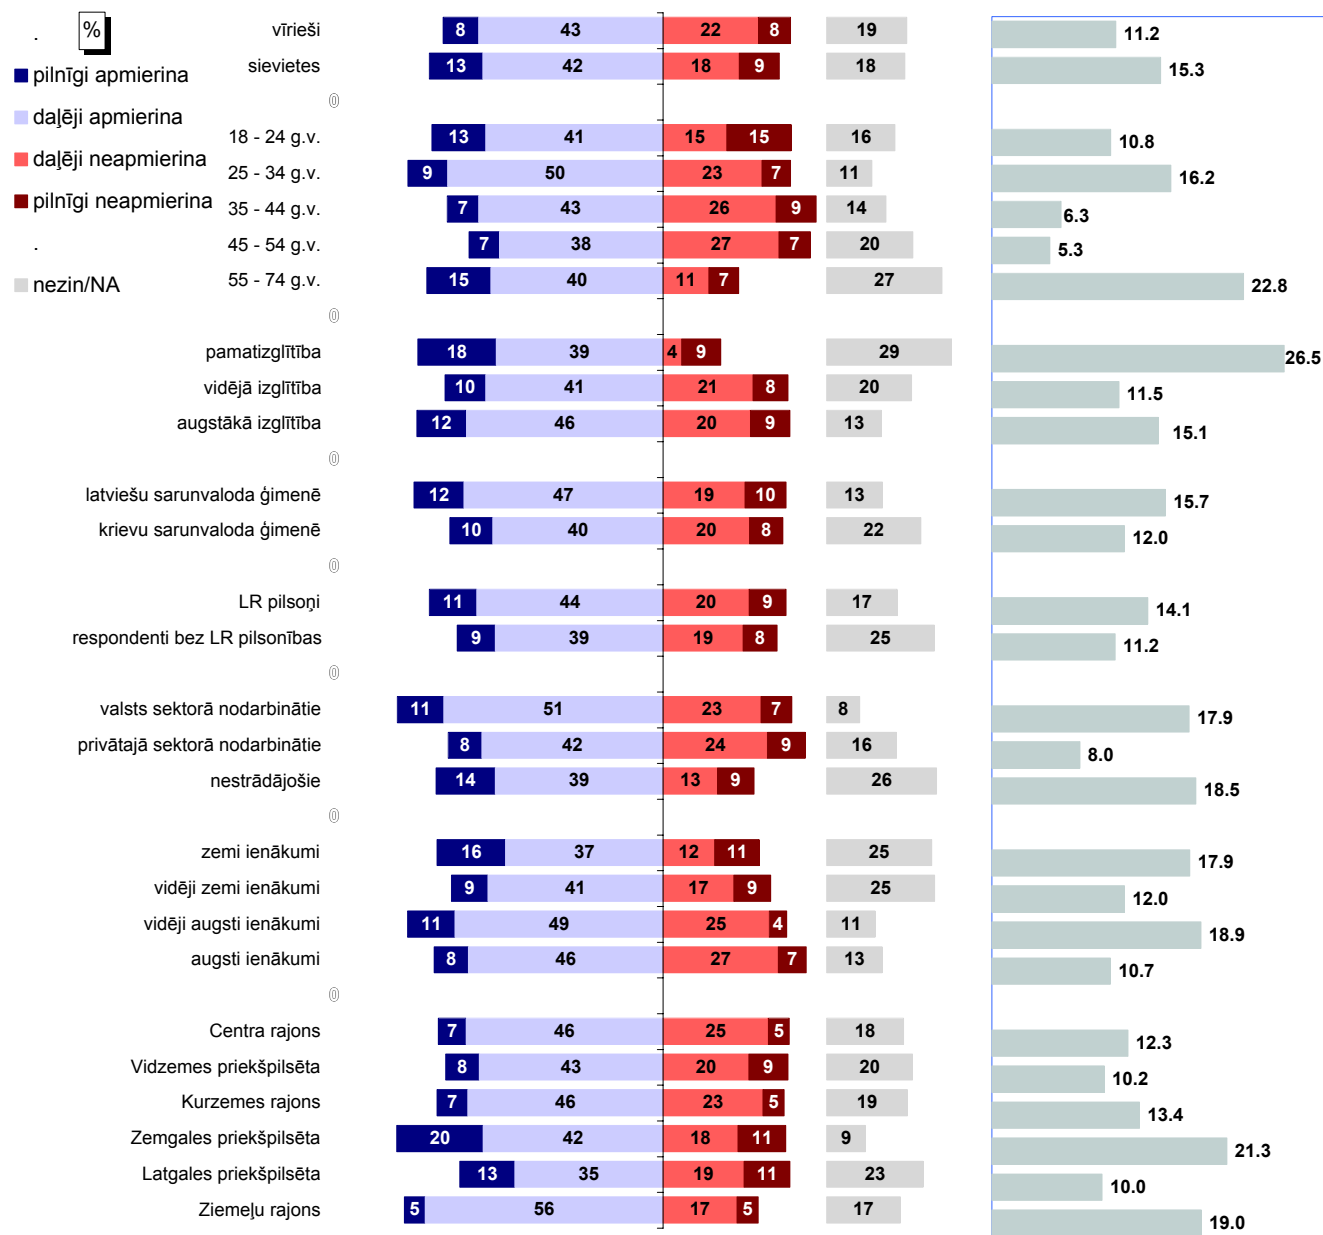 . % vīrieši 8 43 22 8 19 11.2
pilnīgi apmierina sievietes 13 42 18 9 18 15.3
daļēji apmierina
18 - 24 g.v. 13 41 15 15 16 10.8
daļēji neapmierina
25 - 34 g.v. 9 50 23 7 11 16.2
pilnīgi neapmierina 35 - 44 g.v. 7 43 26 9 14 6.3
. 45 - 54 g.v. 7 38 27 7 20 5.3
nezin/NA 55 - 74 g.v. 15 40 11 7 27 22.8
pamatizglītība 18 39 4 9 29 26.5
vidējā izglītība 10 41 21 8 20 11.5
augstākā izglītība 12 46 20 9 13 15.1
latviešu sarunvaloda ģimenē 12 47 19 10 13 15.7
krievu sarunvaloda ģimenē 10 40 20 8 22 12.0
LR pilsoņi 11 44 20 9 17 14.1
respondenti bez LR pilsonības 9 39 19 8 25 11.2
valsts sektorā nodarbinātie 11 51 23 7 8 17.9
privātajā sektorā nodarbinātie 8 42 24 9 16 8.0
nestrādājošie 14 39 13 9 26 18.5
zemi ienākumi 16 37 12 11 25 17.9
vidēji zemi ienākumi 9 41 17 9 25 12.0
vidēji augsti ienākumi 11 49 25 4 11 18.9
augsti ienākumi 8 46 27 7 13 10.7
Centra rajons 7 46 25 5 18 12.3
Vidzemes priekšpilsēta 8 43 20 9 20 10.2
Kurzemes rajons 7 46 23 5 19 13.4
Zemgales priekšpilsēta 20 42 18 11 9 21.3
Latgales priekšpilsēta 13 35 19 11 23 10.0
Ziemeļu rajons 5 56 17 5 17 19.0